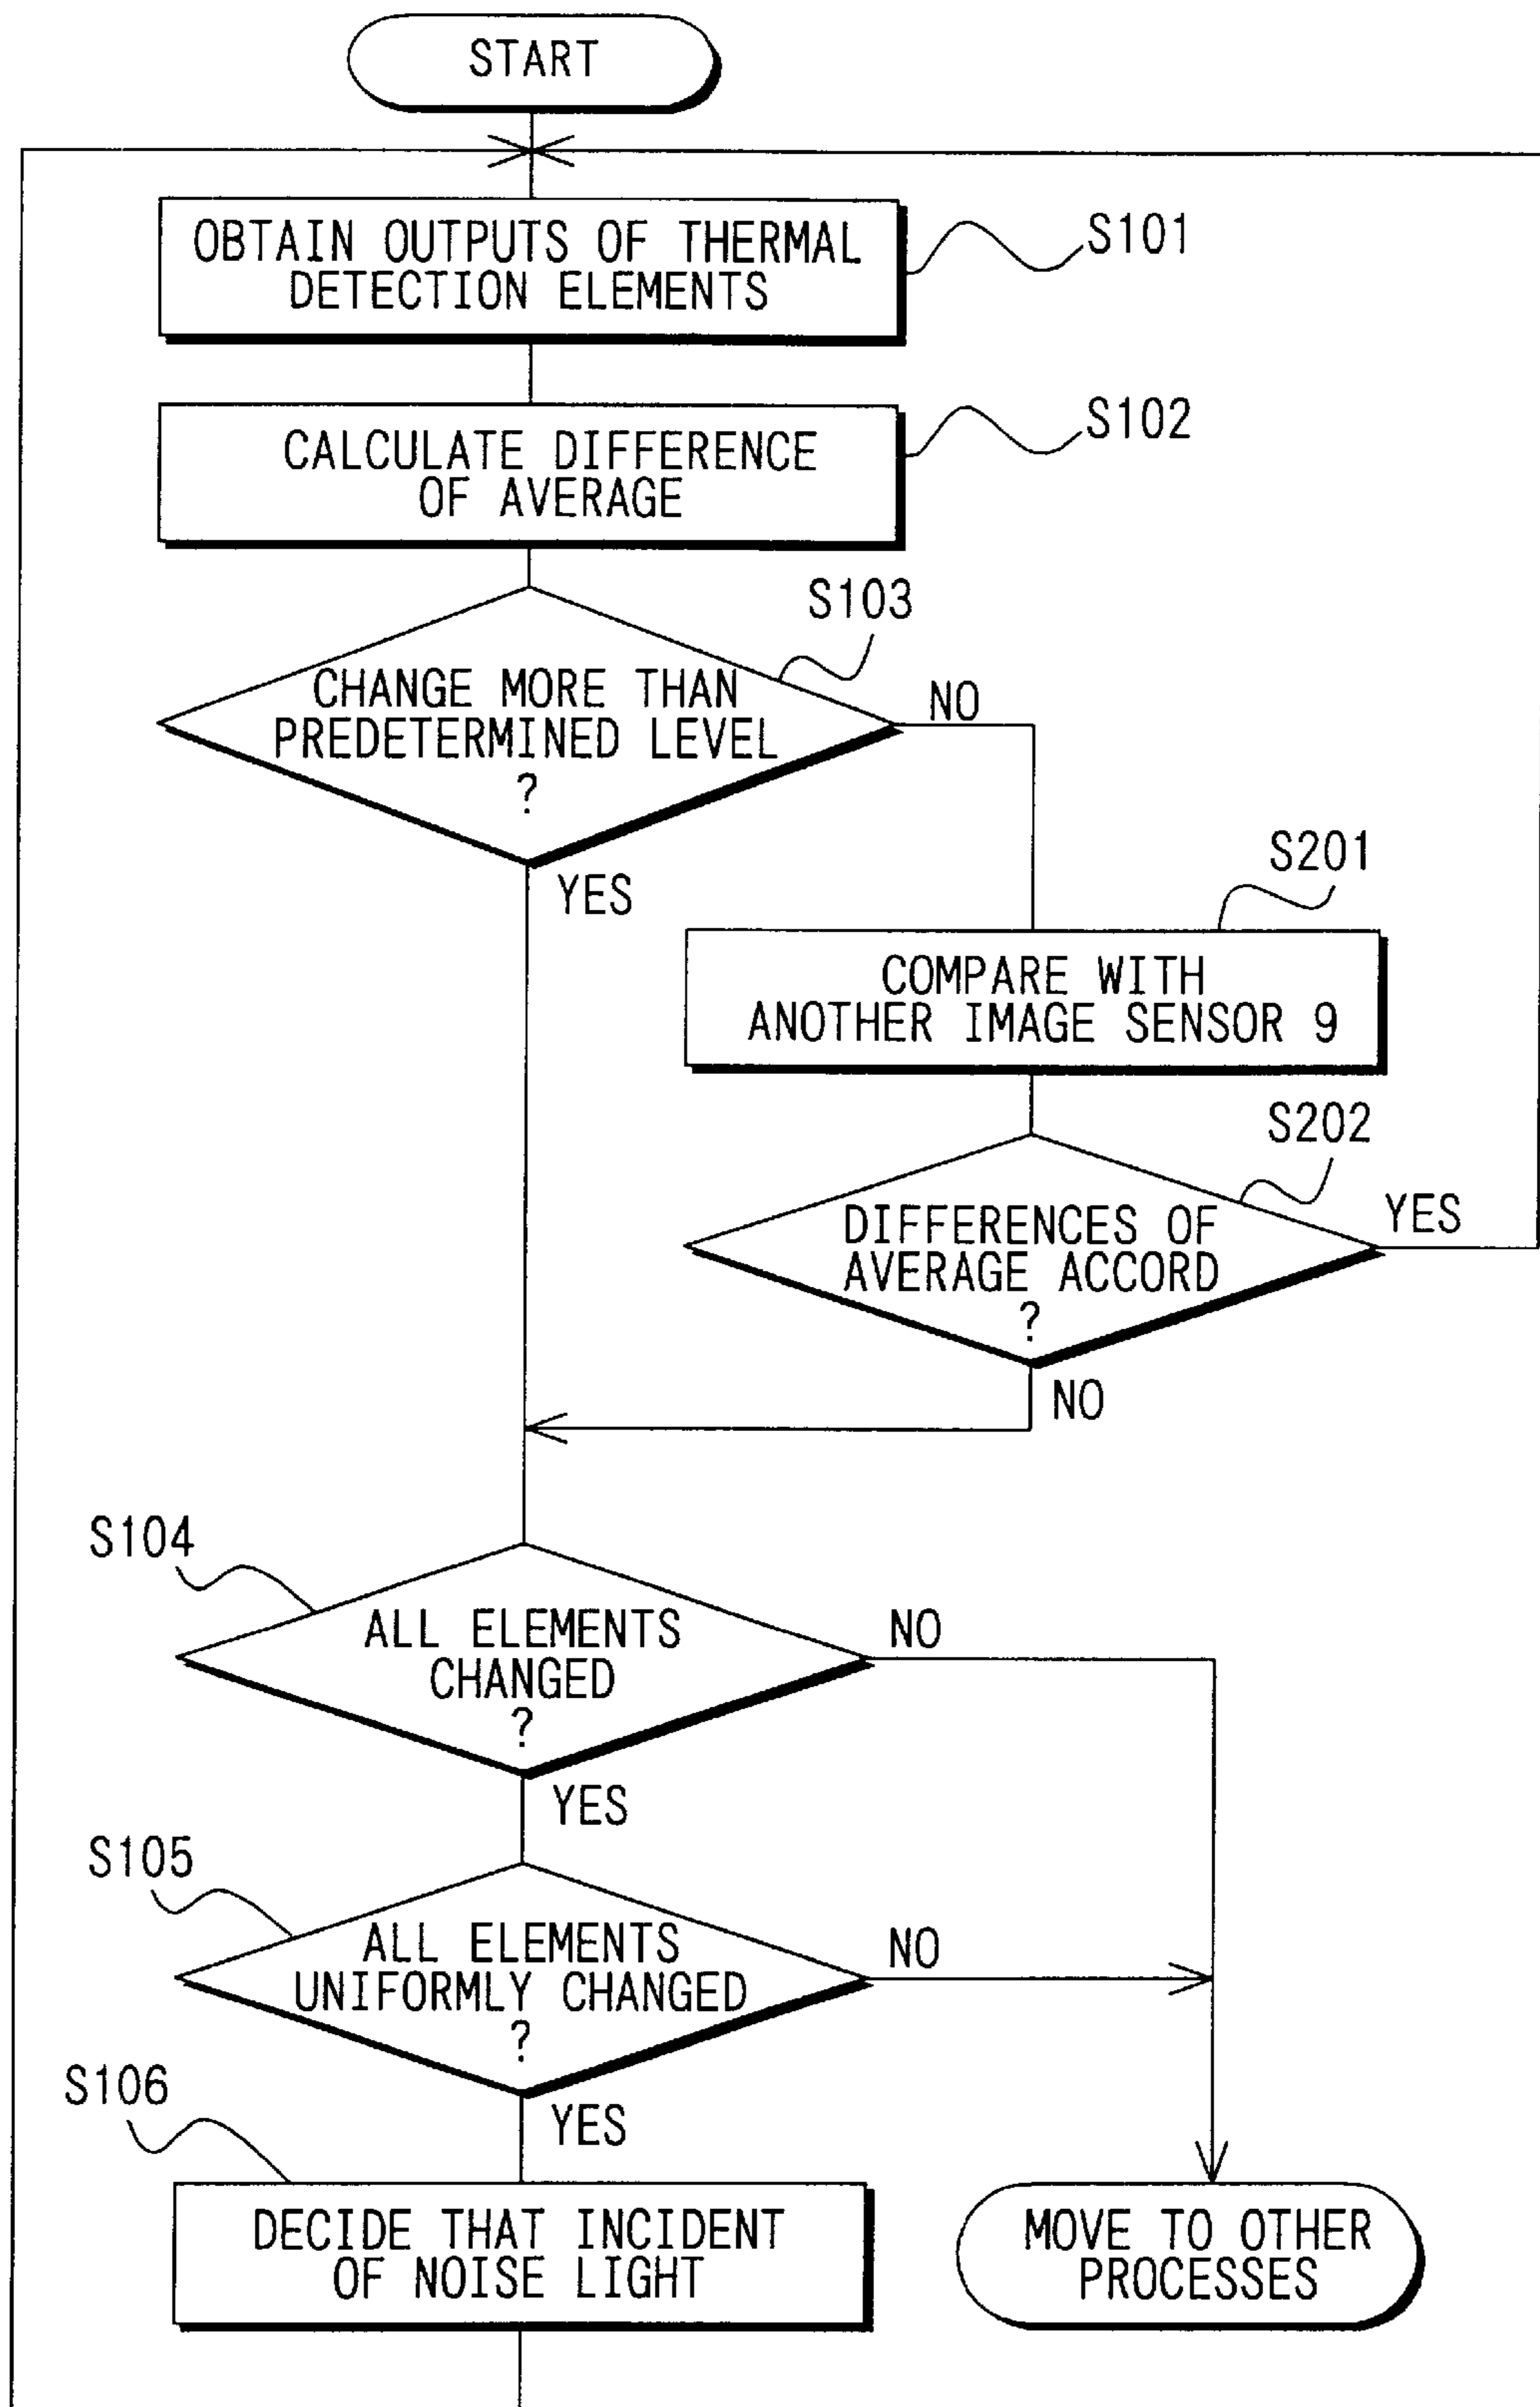 START
OBTAIN OUTPUTS OF THERMAL
DETECTION ELEMENTS
S101
CALCULATE DIFFERENCE
OF AVERAGE
S102
S103
CHANGE MORE THAN
PREDETERMINED LEVEL
?
NO
YES
S201
COMPARE WITH
ANOTHER IMAGE SENSOR 9
S202
DIFFERENCES OF
AVERAGE ACCORD
?
YES
NO
S104
ALL ELEMENTS
CHANGED
?
NO
YES
S105
ALL ELEMENTS
UNIFORMLY CHANGED
?
NO
YES
S106
DECIDE THAT INCIDENT
OF NOISE LIGHT
MOVE TO OTHER
PROCESSES